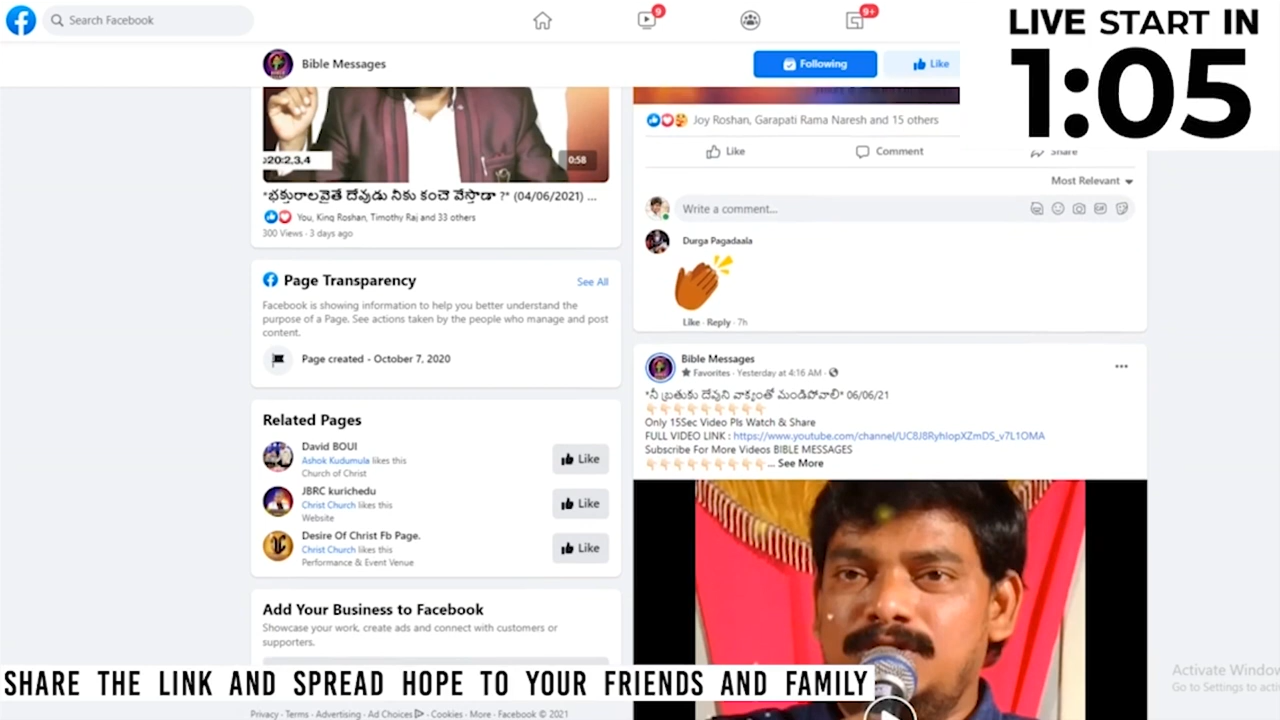 Search Facebook
9
9+
LIVE START IN
1:05
Bible Messages
Following
Like
020:2,3,4
0:58
*భక్తురాలవైతే దేవుడు నీకు కంచె వేస్తాడా ?* (04/06/2021) ...
You, King Roshan, Timothy Raj and 33 others
300 Views · 3 days ago
Page Transparency
See All
Facebook is showing information to help you better understand the
purpose of a Page. See actions taken by the people who manage and post
content.
Page created - October 7, 2020
Related Pages
David BOUI
Ashok Kudumula likes this
Church of Christ
Like
JBRC kurichedu
Christ Church likes this
Website
Like
Desire Of Christ Fb Page.
Christ Church likes this
Performance & Event Venue
Like
Add Your Business to Facebook
Showcase your work, create ads and connect with customers or
supporters.
Joy Roshan, Garapati Rama Naresh and 15 others
Like
Comment
Share
Most Relevant
Write a comment...
Durga Pagadaala
Like · Reply · 7h
Bible Messages
Favorites · Yesterday at 4:16 AM ·
*నీ బ్రతుకు దేవుని వాక్యంతో మండిపోవాలి* 06/06/21
Only 15Sec Video Pls Watch & Share
FULL VIDEO LINK : https://www.youtube.com/channel/UC8J8RyhIopXZmDS_v7L1OMA
Subscribe For More Videos BIBLE MESSAGES
... See More
SHARE THE LINK AND SPREAD HOPE TO YOUR FRIENDS AND FAMILY
Activate Window
Go to Settings to acti
Privacy · Terms · Advertising · Ad Choices · Cookies · More · Facebook © 2021